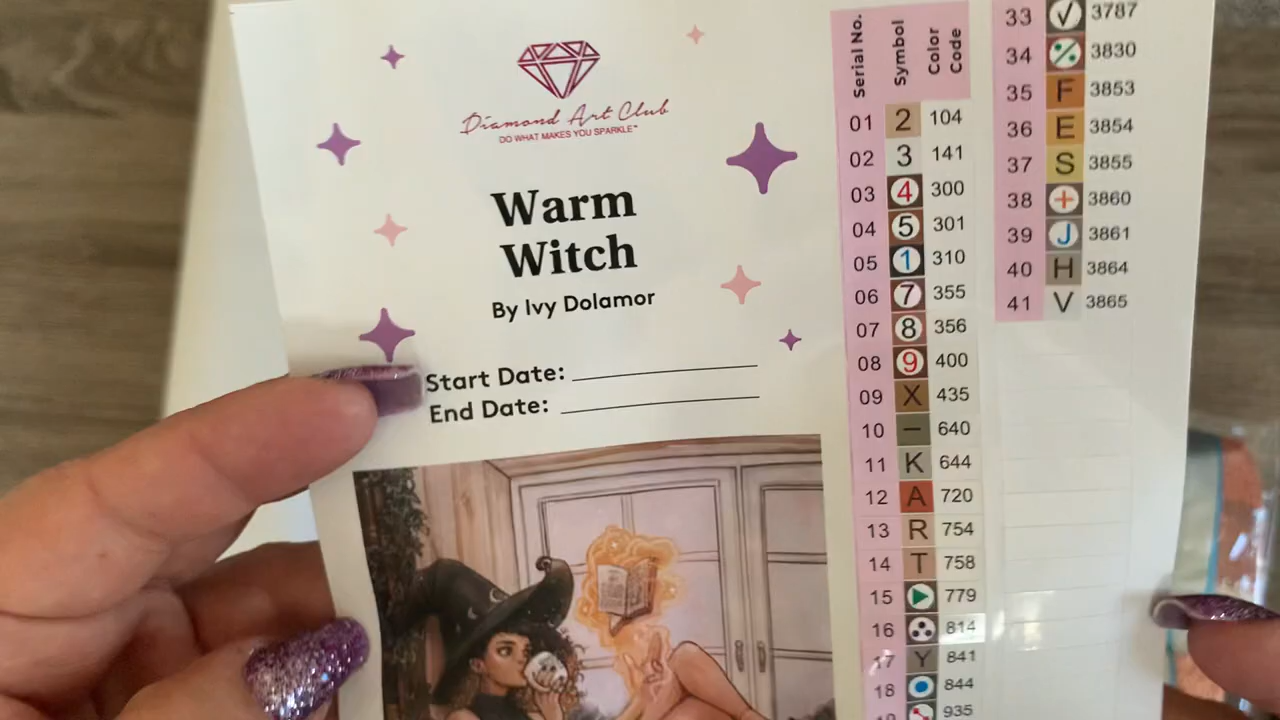 Diamond Art Club
DO WHAT MAKES YOU SPARKLE™
Warm
Witch
By Ivy Dolamor
Start Date:
End Date:
Serial No. Symbol Color Code
01 2 104
02 3 141
03 4 300
04 5 301
05 1 310
06 7 355
07 8 356
08 9 400
09 X 435
10 – 640
11 K 644
12 A 720
13 R 754
14 T 758
15 ▶ 779
16 814
17 Y 841
18 844
19 935
33 √ 3787
34 % 3830
35 F 3853
36 E 3854
37 S 3855
38 + 3860
39 J 3861
40 H 3864
41 V 3865